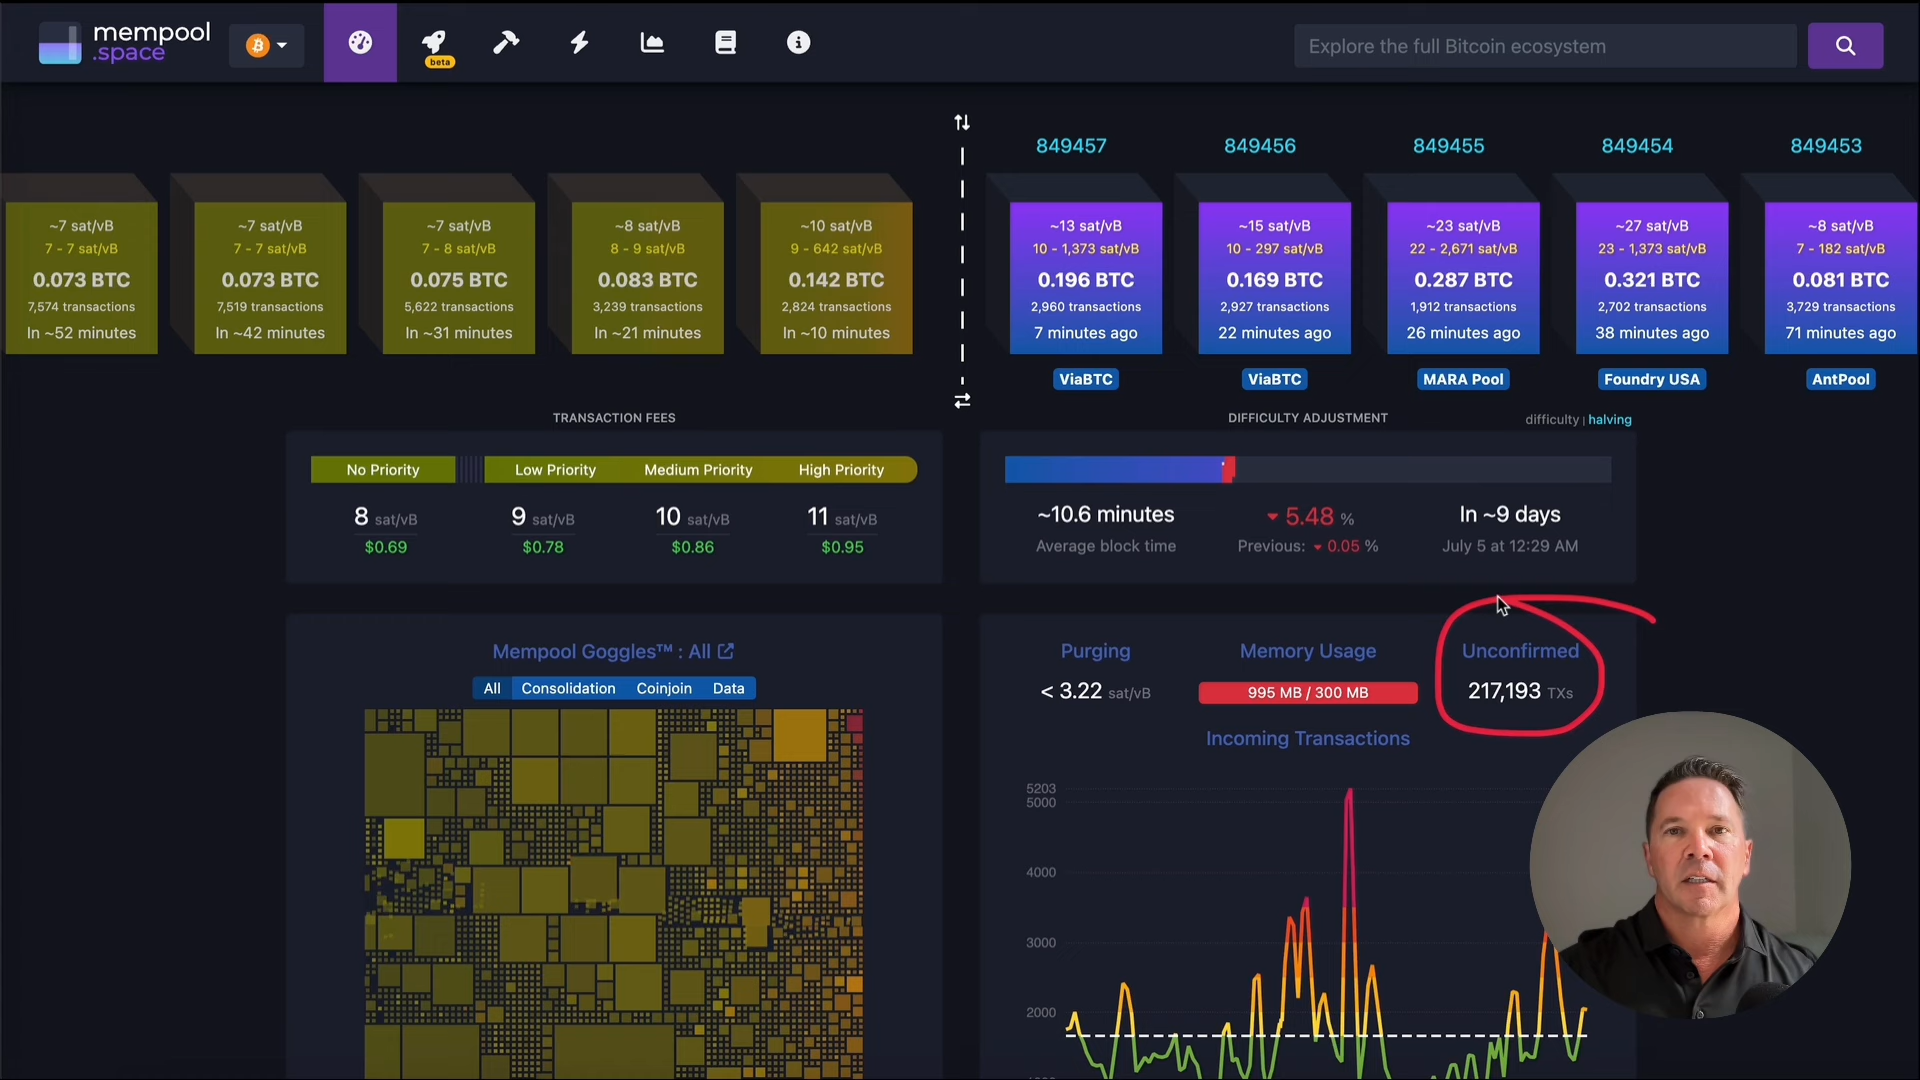 mempool
.space
beta
Explore the full Bitcoin ecosystem
849457
849456
849455
849454
849453
~7 sat/vB
7 - 7 sat/vB
0.073 BTC
7,574 transactions
In ~52 minutes
~7 sat/vB
7 - 7 sat/vB
0.073 BTC
7,519 transactions
In ~42 minutes
~7 sat/vB
7 - 8 sat/vB
0.075 BTC
5,622 transactions
In ~31 minutes
~8 sat/vB
8 - 9 sat/vB
0.083 BTC
3,239 transactions
In ~21 minutes
~10 sat/vB
9 - 642 sat/vB
0.142 BTC
2,824 transactions
In ~10 minutes
~13 sat/vB
10 - 1,373 sat/vB
0.196 BTC
2,960 transactions
7 minutes ago
ViaBTC
~15 sat/vB
10 - 297 sat/vB
0.169 BTC
2,927 transactions
22 minutes ago
ViaBTC
~23 sat/vB
22 - 2,671 sat/vB
0.287 BTC
1,912 transactions
26 minutes ago
MARA Pool
~27 sat/vB
23 - 1,373 sat/vB
0.321 BTC
2,702 transactions
38 minutes ago
Foundry USA
~8 sat/vB
7 - 182 sat/vB
0.081 BTC
3,729 transactions
71 minutes ago
AntPool
TRANSACTION FEES
No Priority
Low Priority
Medium Priority
High Priority
8 sat/vB
9 sat/vB
10 sat/vB
11 sat/vB
$0.69
$0.78
$0.86
$0.95
DIFFICULTY ADJUSTMENT
difficulty | halving
~10.6 minutes
Average block time
5.48 %
Previous: 0.05 %
In ~9 days
July 5 at 12:29 AM
Mempool Goggles™ : All
All
Consolidation
Coinjoin
Data
Purging
< 3.22 sat/vB
Memory Usage
995 MB / 300 MB
Unconfirmed
217,193 TXs
Incoming Transactions
5203
5000
4000
3000
2000